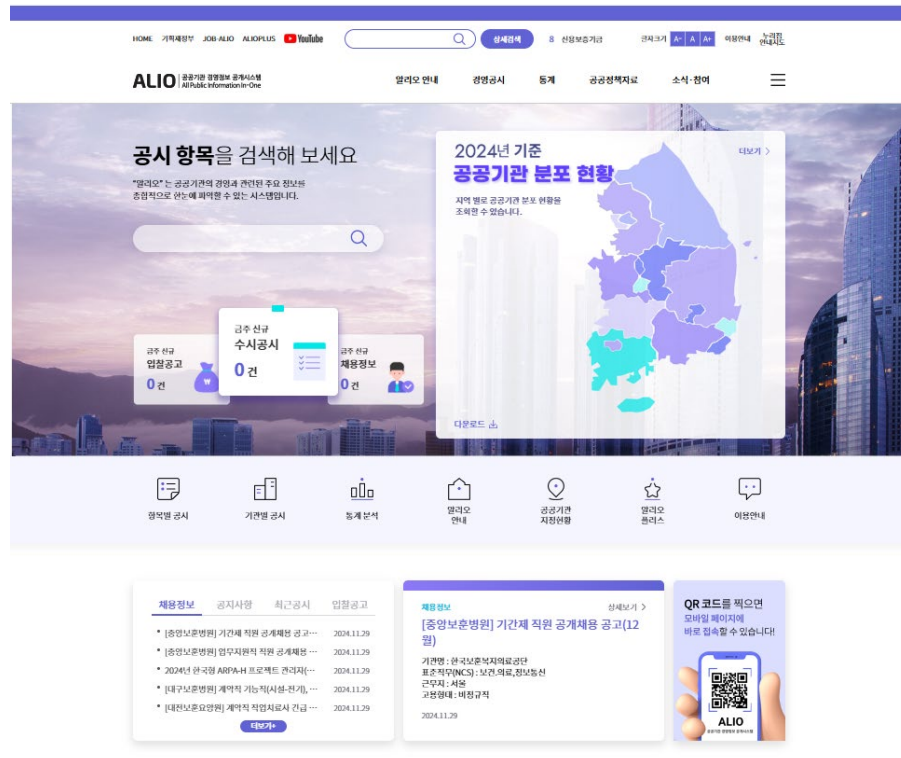 HOME 기획재정부 JOB-ALIO ALIOPLUS YouTube 상세검색 8 신용보증기금 글자크기 A- A A+ 이용안내 누리집
안내지도
ALIO 공공기관 경영정보 공개시스템
All Public Information In-One
알리오 안내 경영공시 통계 공공정책자료 소식·참여
공시 항목을 검색해 보세요
"알리오"는 공공기관의 경영과 관련된 주요 정보를
종합적으로 한눈에 파악할 수 있는 시스템입니다.
2024년 기준 더보기
공공기관 분포 현황
지역 별로 공공기관 분포 현황을
조회할 수 있습니다.
다운로드
금주 신규
입찰공고
0 건
금주 신규
수시공시
0 건
금주 신규
채용정보
0 건
항목별 공시
기관별 공시
통계 분석
알리오
안내
공공기관
지정현황
알리오
플러스
이용안내
채용정보 공지사항 최근공시 입찰공고
[중앙보훈병원] 기간제 직원 공개채용 공고··· 2024.11.29
[중앙보훈병원] 업무지원직 직원 공개채용 ··· 2024.11.29
2024년 한국형 ARPA-H 프로젝트 관리자(··· 2024.11.29
[대구보훈병원] 계약직 기능직(시설-전기), ··· 2024.11.29
[대전보훈요양원] 계약직 작업치료사 긴급 ··· 2024.11.29
더보기+
채용정보 상세보기
[중앙보훈병원] 기간제 직원 공개채용 공고(12
월)
기관명 : 한국보훈복지의료공단
표준직무(NCS) : 보건.의료,정보통신
근무지 : 서울
고용형태 : 비정규직
2024.11.29
QR 코드를 찍으면
모바일 페이지에
바로 접속할 수 있습니다!
ALIO
공공기관 경영정보 공개시스템